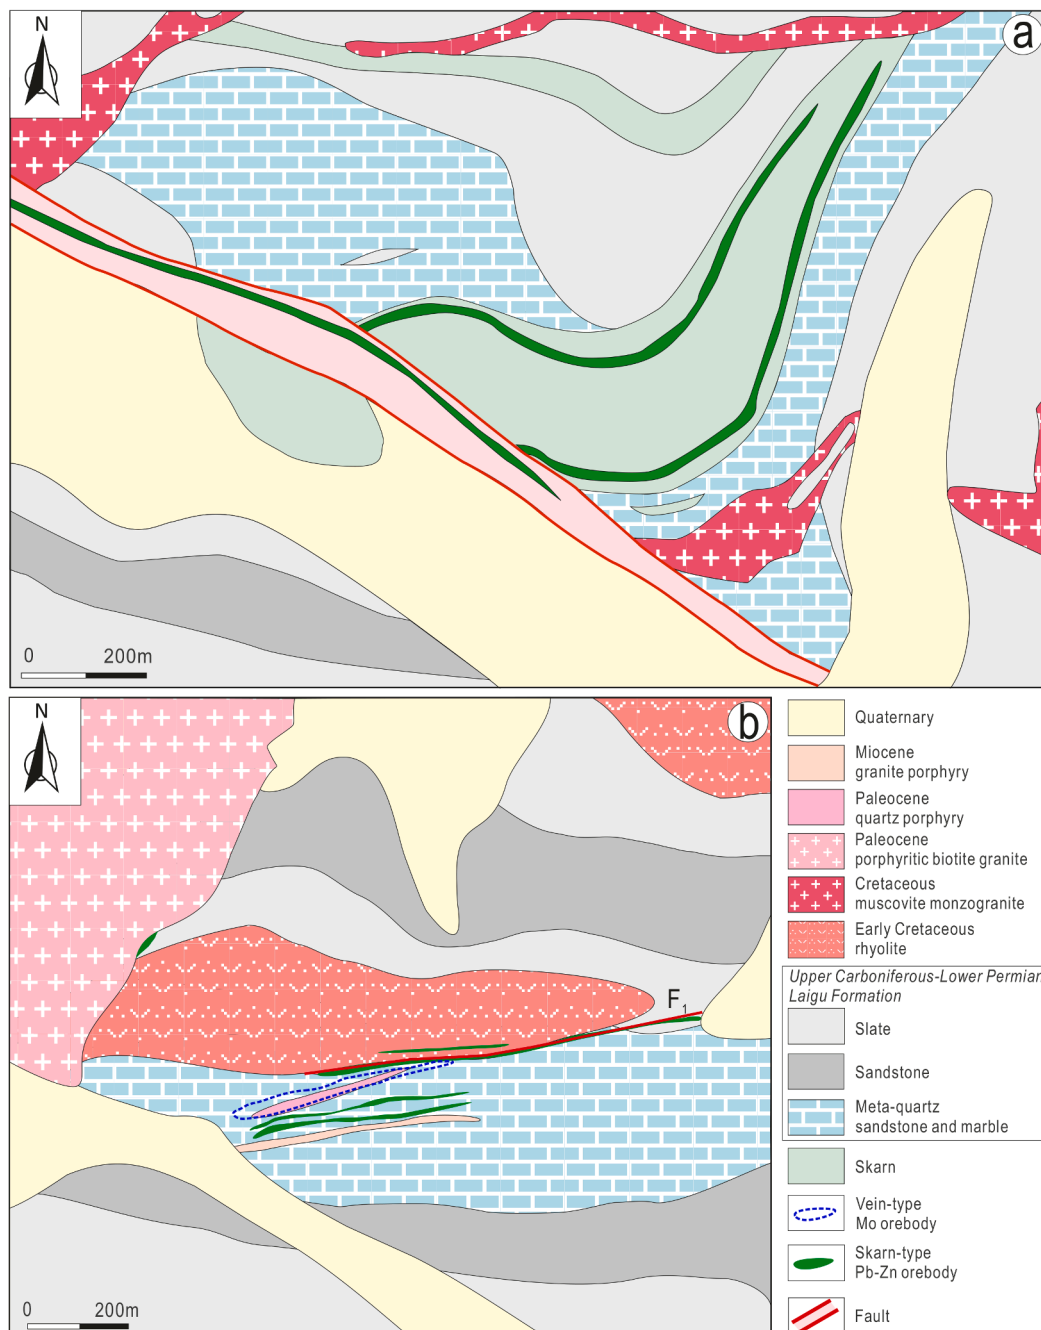 N
a
0 200m
N
b
F1
0 200m
Quaternary
Miocene
granite porphyry
Paleocene
quartz porphyry
Paleocene
porphyritic biotite granite
Cretaceous
muscovite monzogranite
Early Cretaceous
rhyolite
Upper Carboniferous-Lower Permian
Laigu Formation
Slate
Sandstone
Meta-quartz
sandstone and marble
Skarn
Vein-type
Mo orebody
Skarn-type
Pb-Zn orebody
Fault